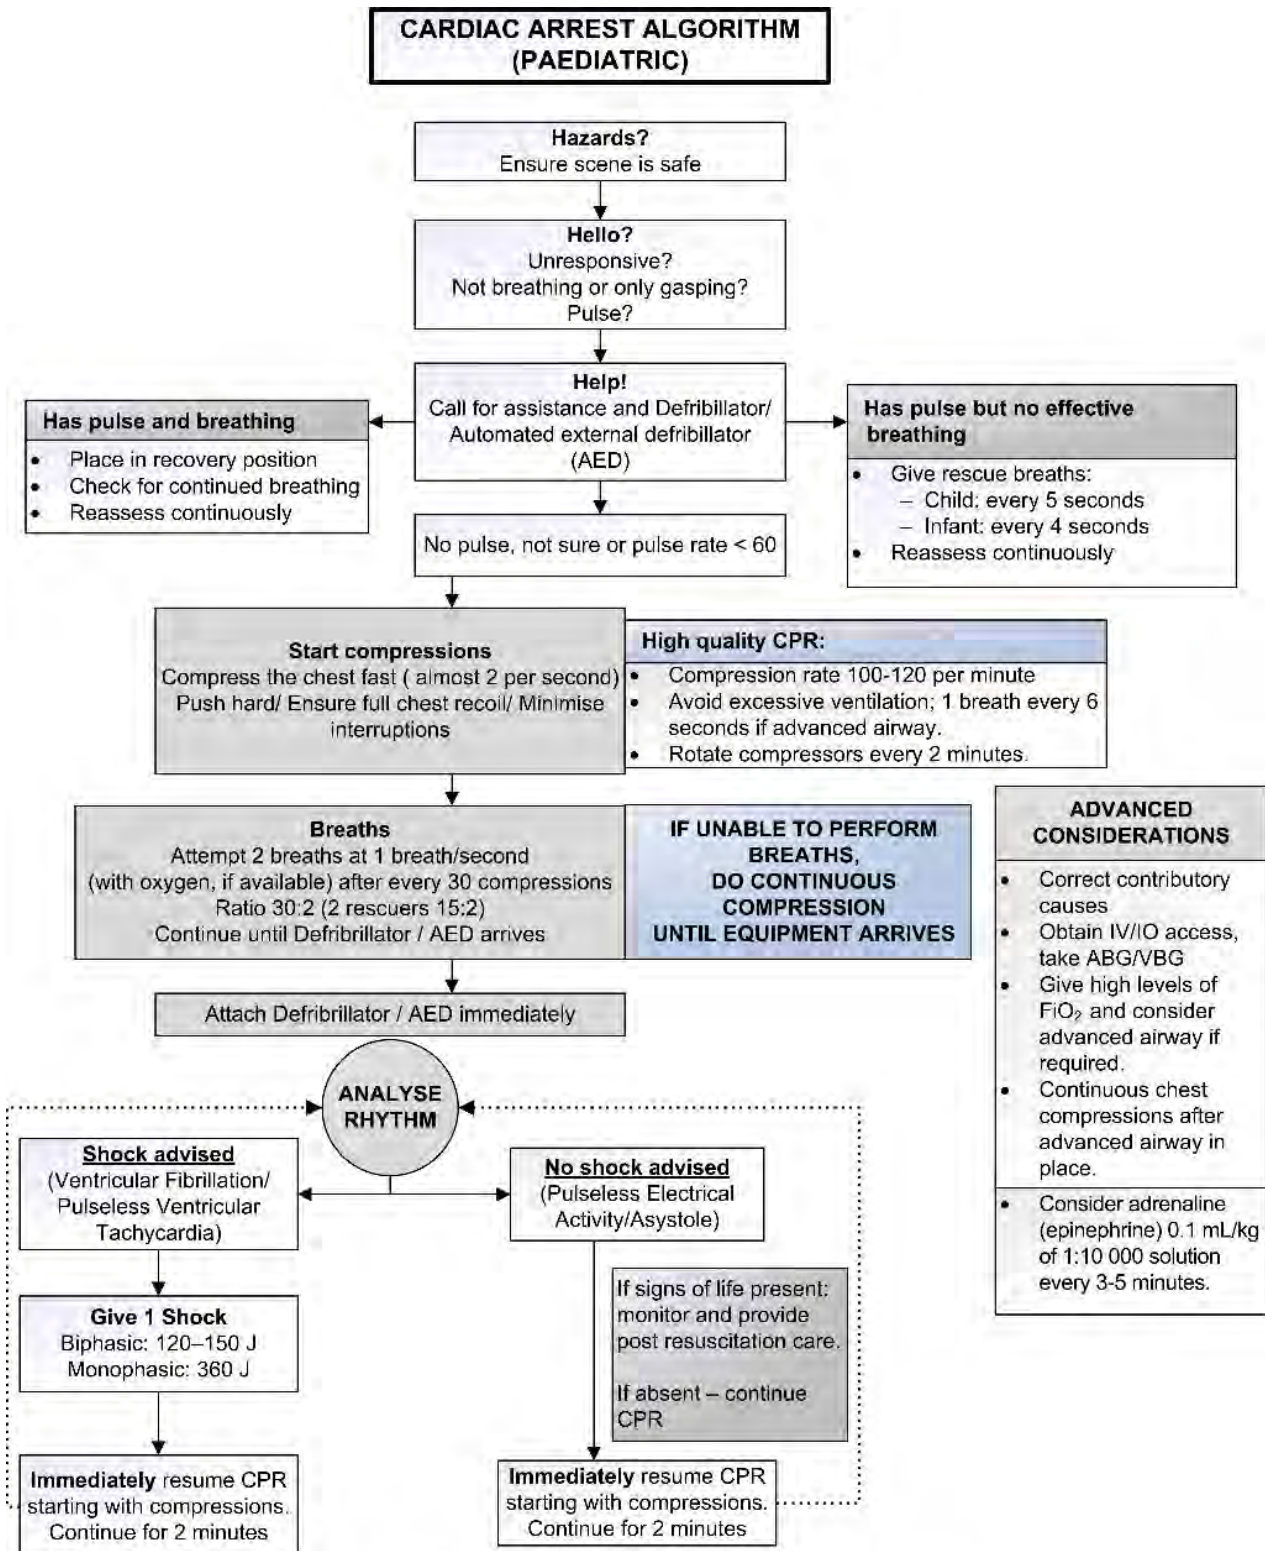 CARDIAC ARREST ALGORITHM
(PAEDIATRIC)
Hazards?
Ensure scene is safe
Hello?
Unresponsive?
Not breathing or only gasping?
Pulse?
Help!
Call for assistance and Defribillator/
Automated external defribillator
(AED)
Has pulse and breathing
• Place in recovery position
• Check for continued breathing
• Reassess continuously
Has pulse but no effective
breathing
• Give rescue breaths:
– Child: every 5 seconds
– Infant: every 4 seconds
• Reassess continuously
No pulse, not sure or pulse rate < 60
Start compressions
Compress the chest fast ( almost 2 per second)
Push hard/ Ensure full chest recoil/ Minimise
interruptions
High quality CPR:
• Compression rate 100-120 per minute
• Avoid excessive ventilation; 1 breath every 6
seconds if advanced airway.
• Rotate compressors every 2 minutes.
Breaths
Attempt 2 breaths at 1 breath/second
(with oxygen, if available) after every 30 compressions
Ratio 30:2 (2 rescuers 15:2)
Continue until Defribrillator / AED arrives
IF UNABLE TO PERFORM
BREATHS,
DO CONTINUOUS
COMPRESSION
UNTIL EQUIPMENT ARRIVES
ADVANCED
CONSIDERATIONS
• Correct contributory
causes
• Obtain IV/IO access,
take ABG/VBG
• Give high levels of
FiO₂ and consider
advanced airway if
required.
• Continuous chest
compressions after
advanced airway in
place.
• Consider adrenaline
(epinephrine) 0.1 mL/kg
of 1:10 000 solution
every 3-5 minutes.
Attach Defribrillator / AED immediately
ANALYSE
RHYTHM
Shock advised
(Ventricular Fibrillation/
Pulseless Ventricular
Tachycardia)
No shock advised
(Pulseless Electrical
Activity/Asystole)
Give 1 Shock
Biphasic: 120–150 J
Monophasic: 360 J
If signs of life present:
monitor and provide
post resuscitation care.
If absent – continue
CPR
Immediately resume CPR
starting with compressions.
Continue for 2 minutes
Immediately resume CPR
starting with compressions.
Continue for 2 minutes